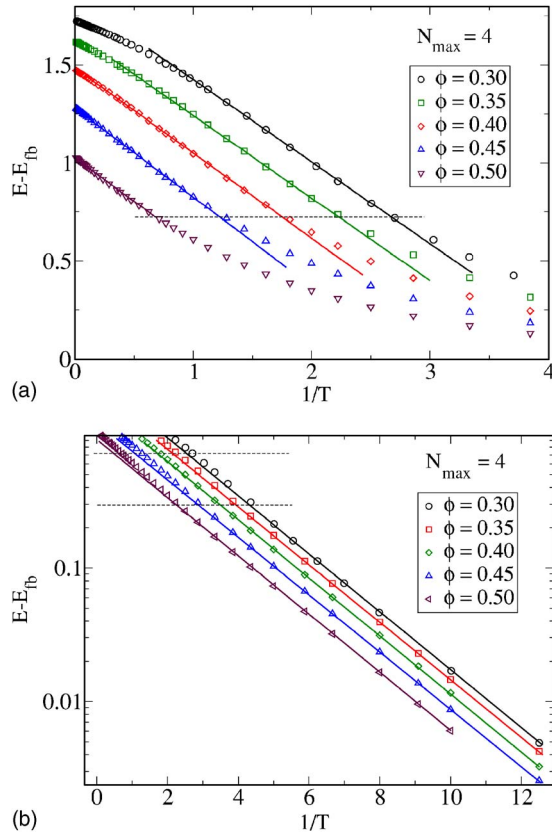 (a)
E-E_fb
1.5
1
0.5
0
0
1
2
3
4
1/T
N_max = 4
ϕ = 0.30
ϕ = 0.35
ϕ = 0.40
ϕ = 0.45
ϕ = 0.50
(b)
E-E_fb
0.1
0.01
0
2
4
6
8
10
12
1/T
N_max = 4
ϕ = 0.30
ϕ = 0.35
ϕ = 0.40
ϕ = 0.45
ϕ = 0.50